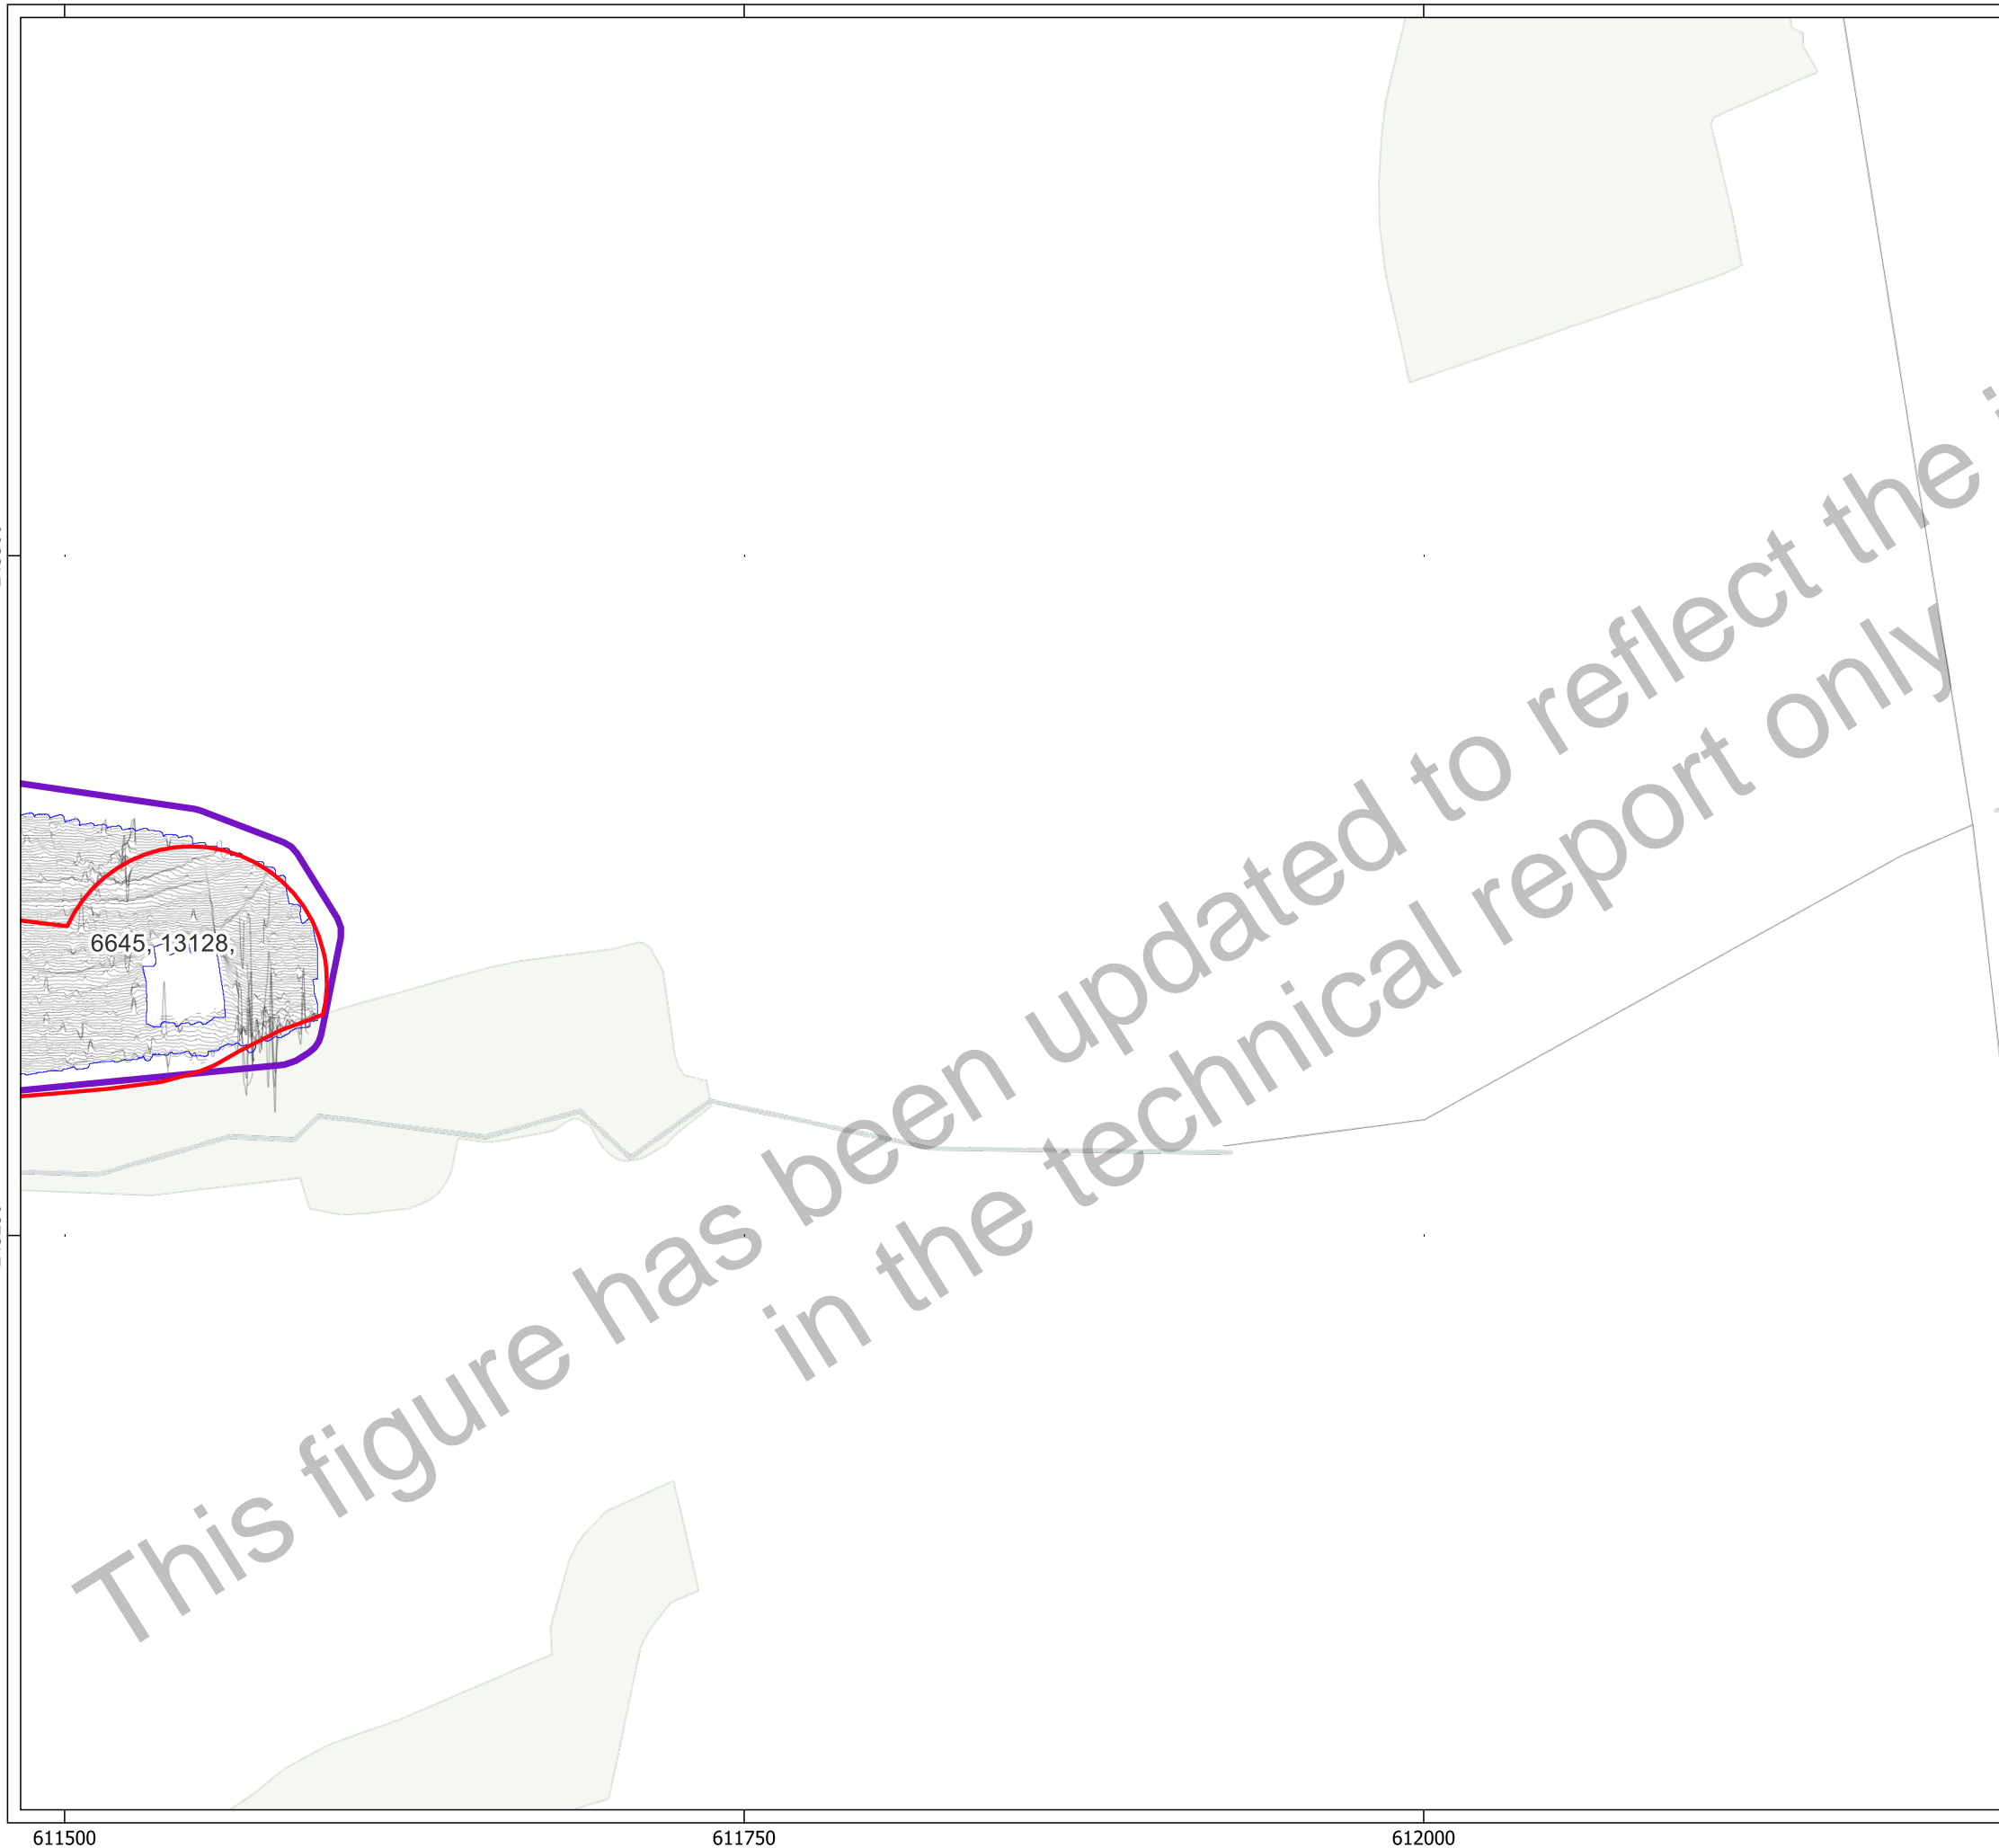 6645, 13128,
This figure has been updated to reflect the
in the technical report only
611500
611750
612000